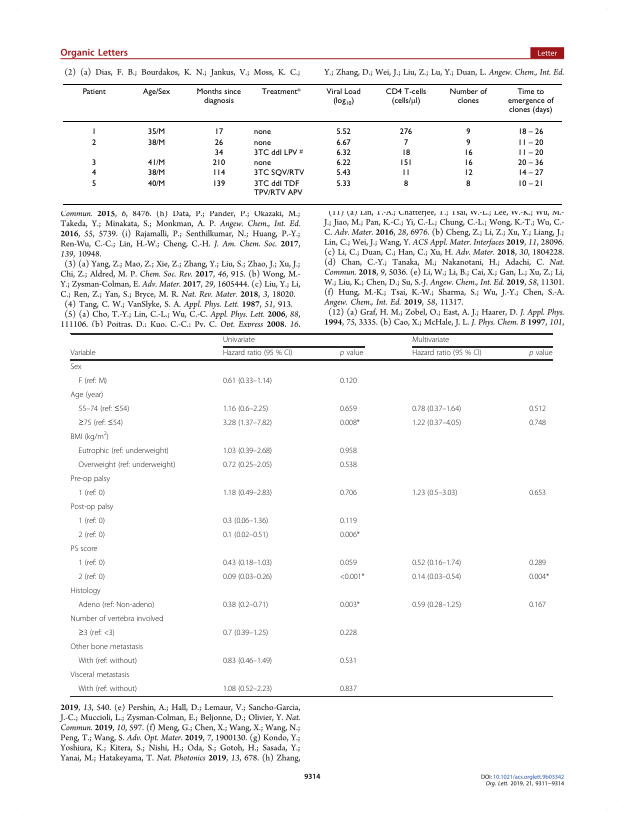 Organic Letters
Letter
(2) (a) Dias, F. B.; Bourdakos, K. N.; Jankus, V.; Moss, K. C.;
Y.; Zhang, D.; Wei, J.; Liu, Z.; Lu, Y.; Duan, L. Angew. Chem., Int. Ed.
Patient Age/Sex Months since diagnosis Treatment* Viral Load (log10) CD4 T-cells (cells/µl) Number of clones Time to emergence of clones (days)
1 35/M 17 none 5.52 276 9 18 – 26
2 38/M 26 none 6.67 7 9 11 – 20
34 3TC ddI LPV # 6.32 18 16 11 – 20
3 41/M 210 none 6.22 151 16 20 – 36
4 38/M 114 3TC SQV/RTV 5.43 11 12 14 – 27
5 40/M 139 3TC ddI TDF TPV/RTV APV 5.33 8 8 10 – 21
Commun. 2015, 6, 8476. (h) Data, P.; Pander, P.; Okazaki, M.;
Takeda, Y.; Minakata, S.; Monkman, A. P. Angew. Chem., Int. Ed.
2016, 55, 5739. (i) Rajamalli, P.; Senthilkumar, N.; Huang, P.-Y.;
Ren-Wu, C.-C.; Lin, H.-W.; Cheng, C.-H. J. Am. Chem. Soc. 2017,
139, 10948.
(3) (a) Yang, Z.; Mao, Z.; Xie, Z.; Zhang, Y.; Liu, S.; Zhao, J.; Xu, J.;
Chi, Z.; Aldred, M. P. Chem. Soc. Rev. 2017, 46, 915. (b) Wong, M.-
Y.; Zysman-Colman, E. Adv. Mater. 2017, 29, 1605444. (c) Liu, Y.; Li,
C.; Ren, Z.; Yan, S.; Bryce, M. R. Nat. Rev. Mater. 2018, 3, 18020.
(4) Tang, C. W.; VanSlyke, S. A. Appl. Phys. Lett. 1987, 51, 913.
(5) (a) Cho, T.-Y.; Lin, C.-L.; Wu, C.-C. Appl. Phys. Lett. 2006, 88,
111106. (b) Poitras, D.; Kuo, C.-C.; Py, C. Opt. Express 2008, 16,
(11) (a) Lin, T.-A.; Chatterjee, T.; Tsai, W.-L.; Lee, W.-K.; Wu, M.-
J.; Jiao, M.; Pan, K.-C.; Yi, C.-L.; Chung, C.-L.; Wong, K.-T.; Wu, C.-
C. Adv. Mater. 2016, 28, 6976. (b) Cheng, Z.; Li, Z.; Xu, Y.; Liang, J.;
Lin, C.; Wei, J.; Wang, Y. ACS Appl. Mater. Interfaces 2019, 11, 28096.
(c) Li, C.; Duan, C.; Han, C.; Xu, H. Adv. Mater. 2018, 30, 1804228.
(d) Chan, C.-Y.; Tanaka, M.; Nakanotani, H.; Adachi, C. Nat.
Commun. 2018, 9, 5036. (e) Li, W.; Li, B.; Cai, X.; Gan, L.; Xu, Z.; Li,
W.; Liu, K.; Chen, D.; Su, S.-J. Angew. Chem., Int. Ed. 2019, 58, 11301.
(f) Hung, M.-K.; Tsai, K.-W.; Sharma, S.; Wu, J.-Y.; Chen, S.-A.
Angew. Chem., Int. Ed. 2019, 58, 11317.
(12) (a) Graf, H. M.; Zobel, O.; East, A. J.; Haarer, D. J. Appl. Phys.
1994, 75, 3335. (b) Cao, X.; McHale, J. L. J. Phys. Chem. B 1997, 101,
Univariate Multivariate
Variable Hazard ratio (95 % CI) p value Hazard ratio (95 % CI) p value
Sex
F (ref: M) 0.61 (0.33–1.14) 0.120
Age (year)
55–74 (ref: ≤54) 1.16 (0.6–2.25) 0.659 0.78 (0.37–1.64) 0.512
≥75 (ref: ≤54) 3.28 (1.37–7.82) 0.008* 1.22 (0.37–4.05) 0.748
BMI (kg/m2)
Eutrophic (ref: underweight) 1.03 (0.39–2.68) 0.958
Overweight (ref: underweight) 0.72 (0.25–2.05) 0.538
Pre-op palsy
1 (ref: 0) 1.18 (0.49–2.83) 0.706 1.23 (0.5–3.03) 0.653
Post-op palsy
1 (ref: 0) 0.3 (0.06–1.36) 0.119
2 (ref: 0) 0.1 (0.02–0.51) 0.006*
PS score
1 (ref: 0) 0.43 (0.18–1.03) 0.059 0.52 (0.16–1.74) 0.289
2 (ref: 0) 0.09 (0.03–0.26) <0.001* 0.14 (0.03–0.54) 0.004*
Histology
Adeno (ref: Non-adeno) 0.38 (0.2–0.71) 0.003* 0.59 (0.28–1.25) 0.167
Number of vertebra involved
≥3 (ref: <3) 0.7 (0.39–1.25) 0.228
Other bone metastasis
With (ref: without) 0.83 (0.46–1.49) 0.531
Visceral metastasis
With (ref: without) 1.08 (0.52–2.23) 0.837
2019, 13, 540. (e) Pershin, A.; Hall, D.; Lemaur, V.; Sancho-Garcia,
J.-C.; Muccioli, L.; Zysman-Colman, E.; Beljonne, D.; Olivier, Y. Nat.
Commun. 2019, 10, 597. (f) Meng, G.; Chen, X.; Wang, X.; Wang, N.;
Peng, T.; Wang, S. Adv. Opt. Mater. 2019, 7, 1900130. (g) Kondo, Y.;
Yoshiura, K.; Kitera, S.; Nishi, H.; Oda, S.; Gotoh, H.; Sasada, Y.;
Yanai, M.; Hatakeyama, T. Nat. Photonics 2019, 13, 678. (h) Zhang,
9314
DOI: 10.1021/acs.orglett.9b03342
Org. Lett. 2019, 21, 9311−9314